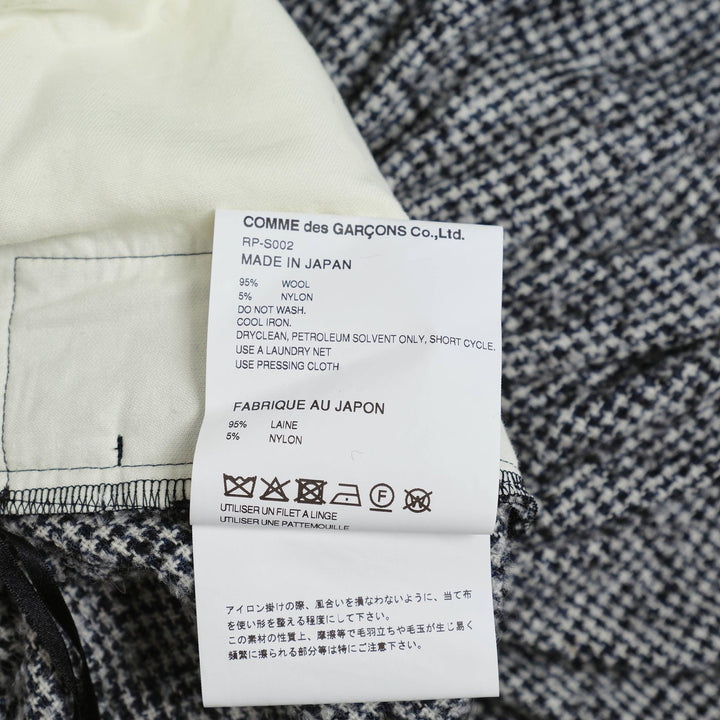 COMME des GARÇONS Co.,Ltd.
RP-S002
MADE IN JAPAN
95% WOOL
5% NYLON
DO NOT WASH.
COOL IRON.
DRYCLEAN, PETROLEUM SOLVENT ONLY, SHORT CYCLE.
USE A LAUNDRY NET
USE PRESSING CLOTH
FABRIQUE AU JAPON
95% LAINE
5% NYLON
F W
UTILISER UN FILET A LINGE
UTILISER UNE PATTEMOUILLE
アイロン掛けの際、風合いを損なわないように、当て布
を使い形を整える程度にして下さい。
この素材の性質上、摩擦等で毛羽立ちや毛玉が生じ易く
頻繁に擦られる部分等は特にご注意下さい。